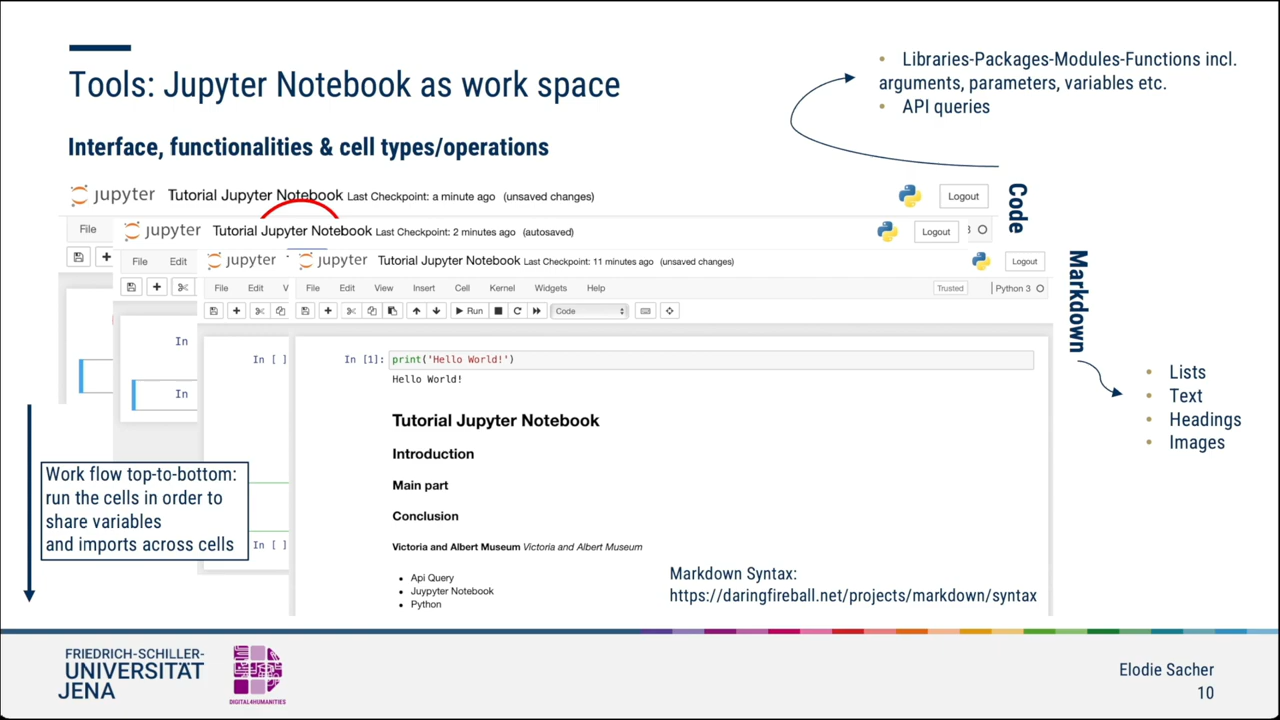 Tools: Jupyter Notebook as work space
Interface, functionalities & cell types/operations
• Libraries-Packages-Modules-Functions incl.
arguments, parameters, variables etc.
• API queries
Code
Markdown
• Lists
• Text
• Headings
• Images
jupyter Tutorial Jupyter Notebook Last Checkpoint: a minute ago (unsaved changes) Logout
File
jupyter Tutorial Jupyter Notebook Last Checkpoint: 2 minutes ago (autosaved) Logout
File Edit
In
In
jupyter
File Edit V
In [ ]
In [ ]
jupyter Tutorial Jupyter Notebook Last Checkpoint: 11 minutes ago (unsaved changes) Logout
File Edit View Insert Cell Kernel Widgets Help Trusted Python 3
Run Code
In [1]: print('Hello World!')
Hello World!
Tutorial Jupyter Notebook
Introduction
Main part
Conclusion
Victoria and Albert Museum Victoria and Albert Museum
• Api Query
• Juypyter Notebook
• Python
Work flow top-to-bottom:
run the cells in order to
share variables
and imports across cells
Markdown Syntax:
https://daringfireball.net/projects/markdown/syntax
FRIEDRICH-SCHILLER-
UNIVERSITÄT
JENA
DIGITAL4HUMANITIES
Elodie Sacher
10